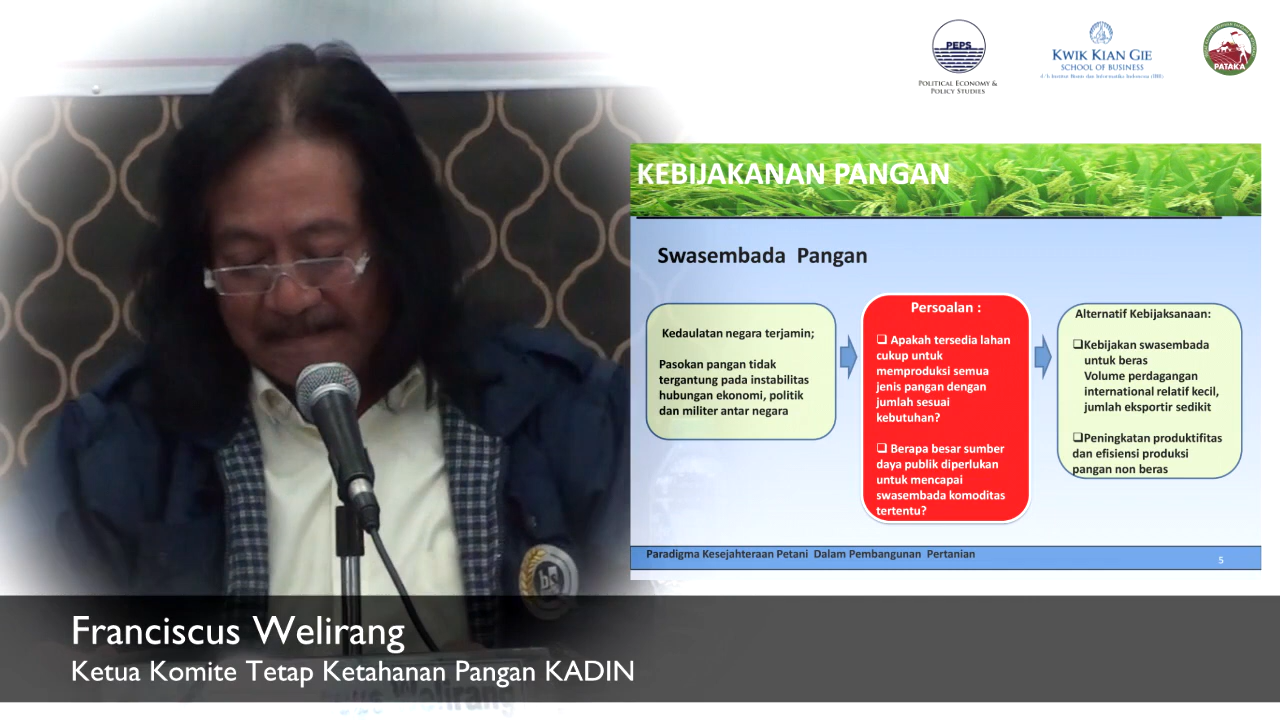 PEPS
POLITICAL ECONOMY &
POLICY STUDIES
KWIK KIAN GIE
SCHOOL OF BUSINESS
PATAKA
KEBIJAKANAN PANGAN
Swasembada Pangan
Kedaulatan negara terjamin;
Pasokan pangan tidak
tergantung pada instabilitas
hubungan ekonomi, politik
dan militer antar negara
Persoalan :
❑ Apakah tersedia lahan
cukup untuk
memproduksi semua
jenis pangan dengan
jumlah sesuai
kebutuhan?
❑ Berapa besar sumber
daya publik diperlukan
untuk mencapai
swasembada komoditas
tertentu?
Alternatif Kebijaksanaan:
❑Kebijakan swasembada
untuk beras
Volume perdagangan
international relatif kecil,
jumlah eksportir sedikit
❑Peningkatan produktifitas
dan efisiensi produksi
pangan non beras
Paradigma Kesejahteraan Petani Dalam Pembangunan Pertanian
5
bs
Franciscus Welirang
Ketua Komite Tetap Ketahanan Pangan KADIN
Welirang